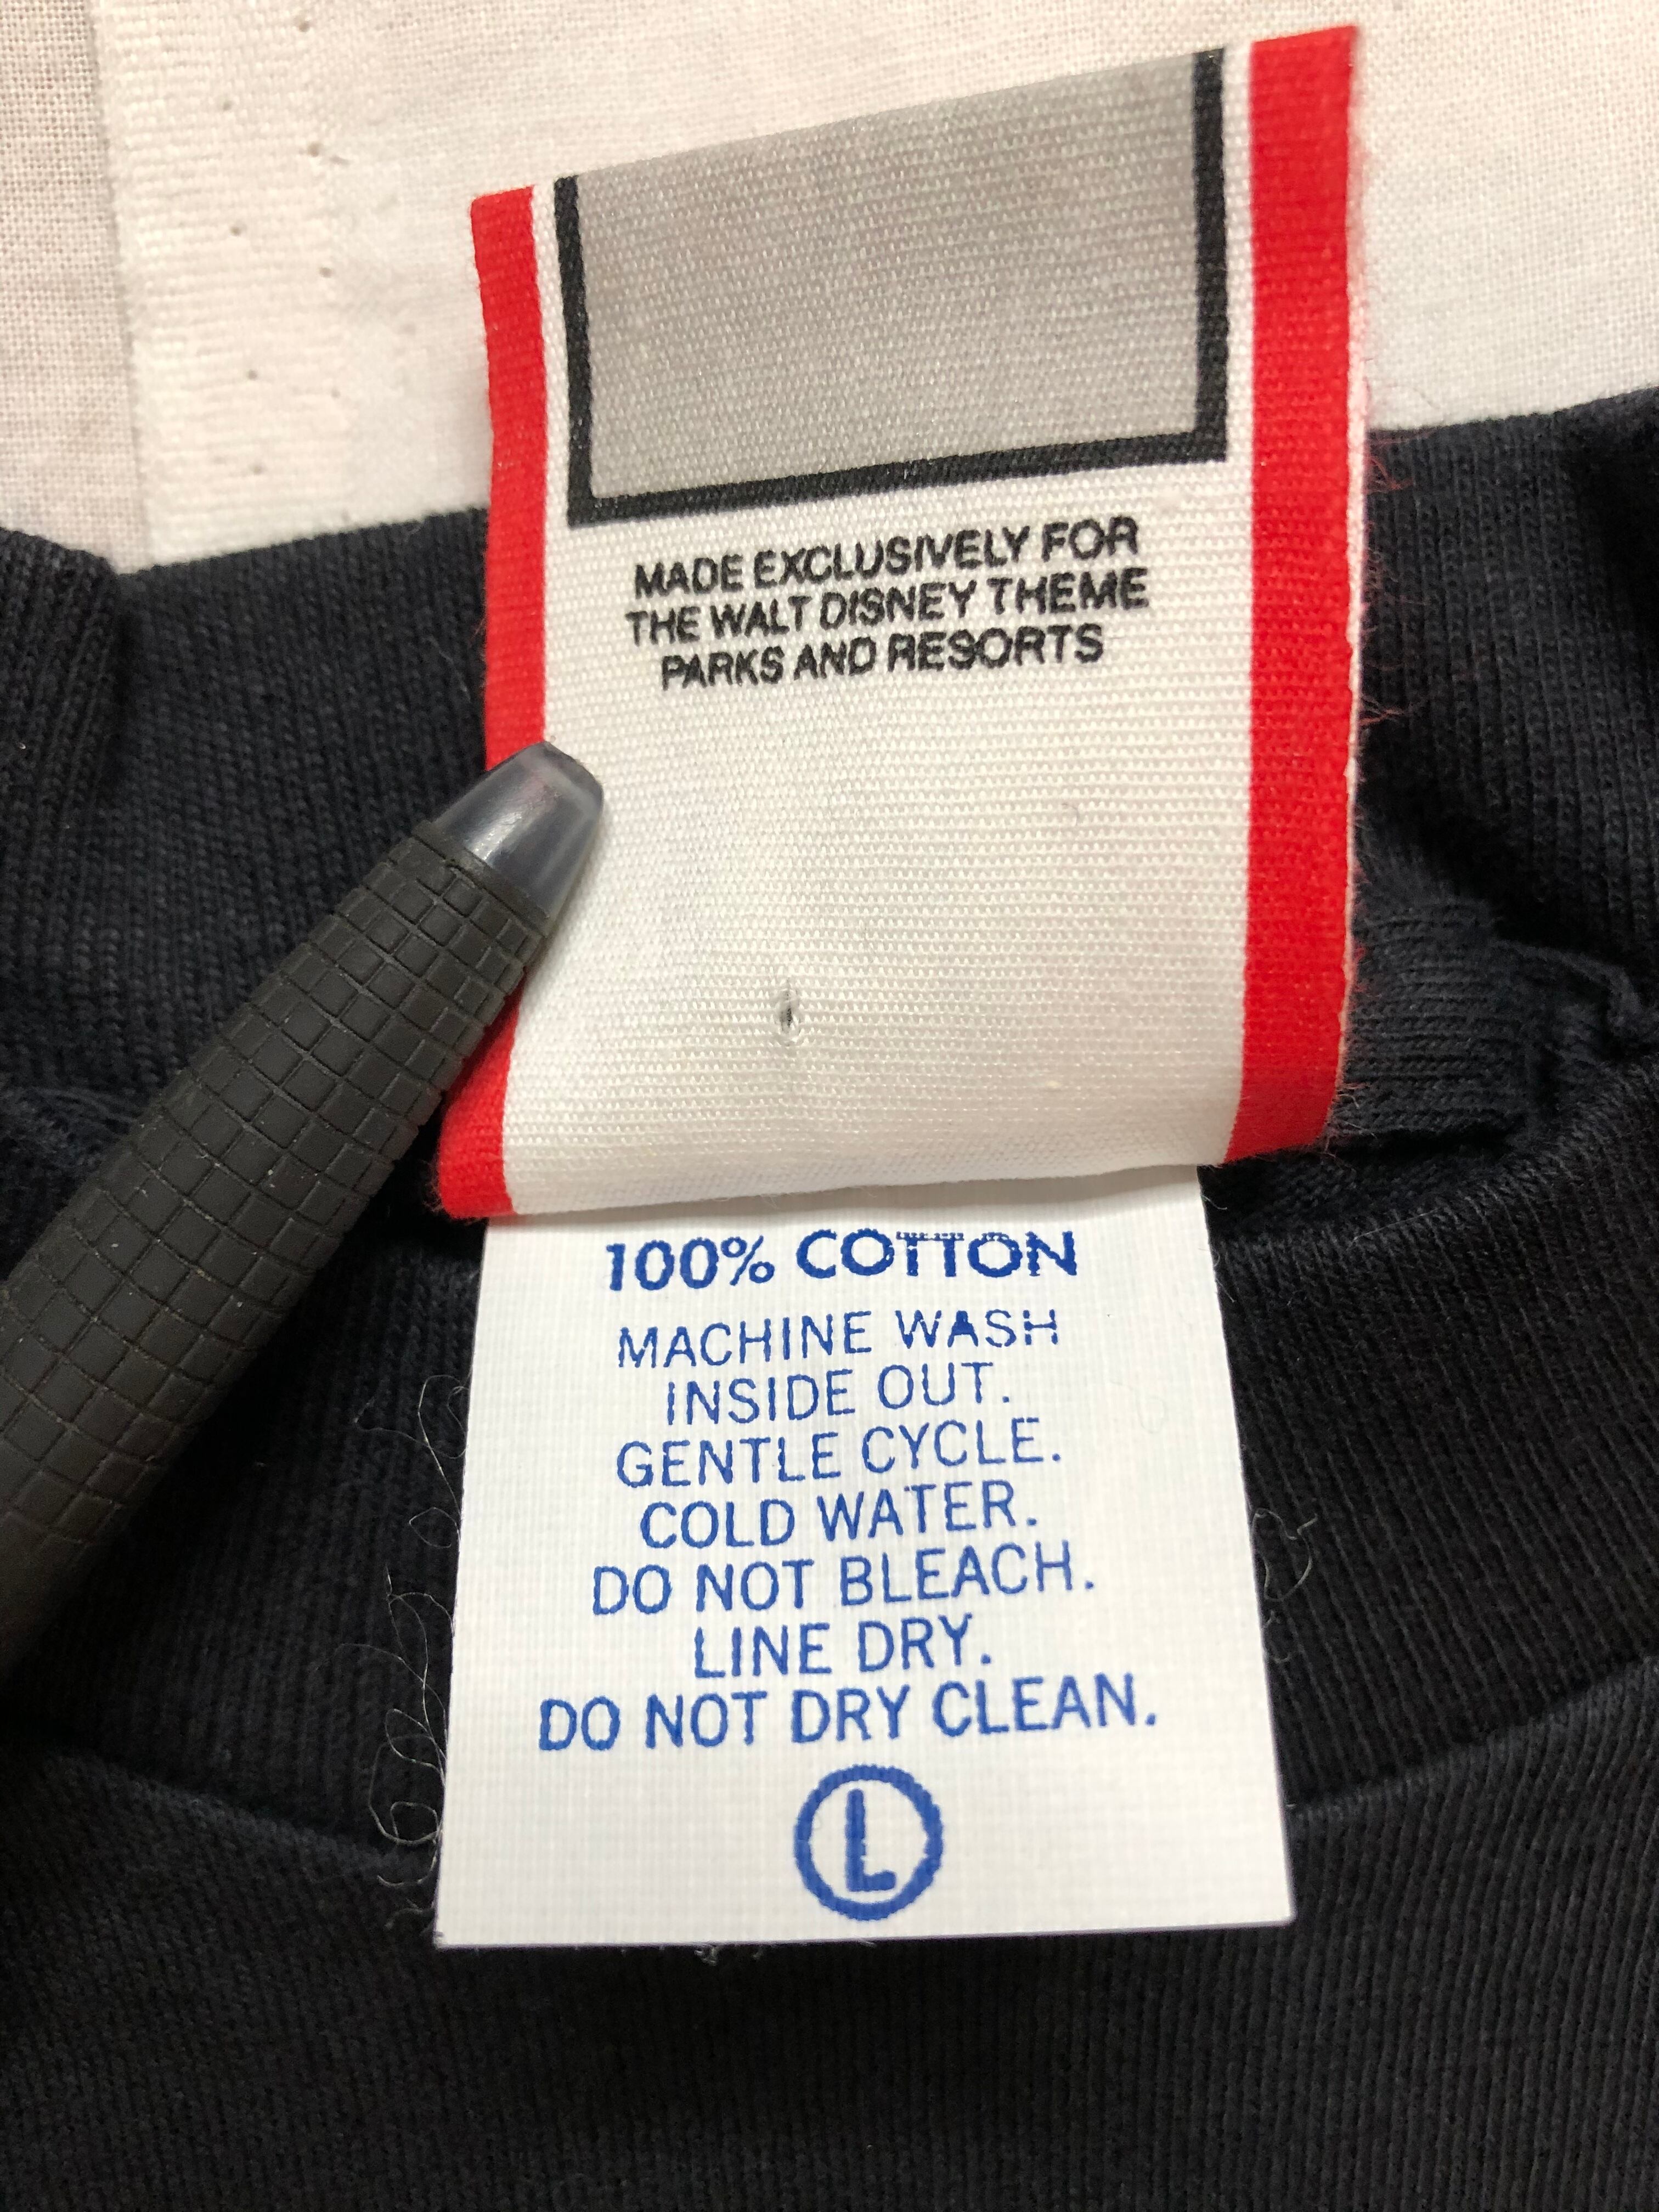 MADE EXCLUSIVELY FOR
THE WALT DISNEY THEME
PARKS AND RESORTS
100% COTTON
MACHINE WASH
INSIDE OUT.
GENTLE CYCLE.
COLD WATER.
DO NOT BLEACH.
LINE DRY.
DO NOT DRY CLEAN.
L